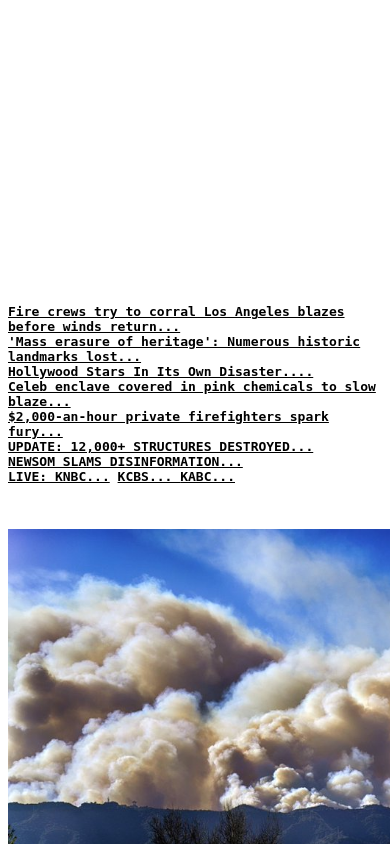 Fire crews try to corral Los Angeles blazes
before winds return...
'Mass erasure of heritage': Numerous historic
landmarks lost...
Hollywood Stars In Its Own Disaster....
Celeb enclave covered in pink chemicals to slow
blaze...
$2,000-an-hour private firefighters spark
fury...
UPDATE: 12,000+ STRUCTURES DESTROYED...
NEWSOM SLAMS DISINFORMATION...
LIVE: KNBC... KCBS... KABC...